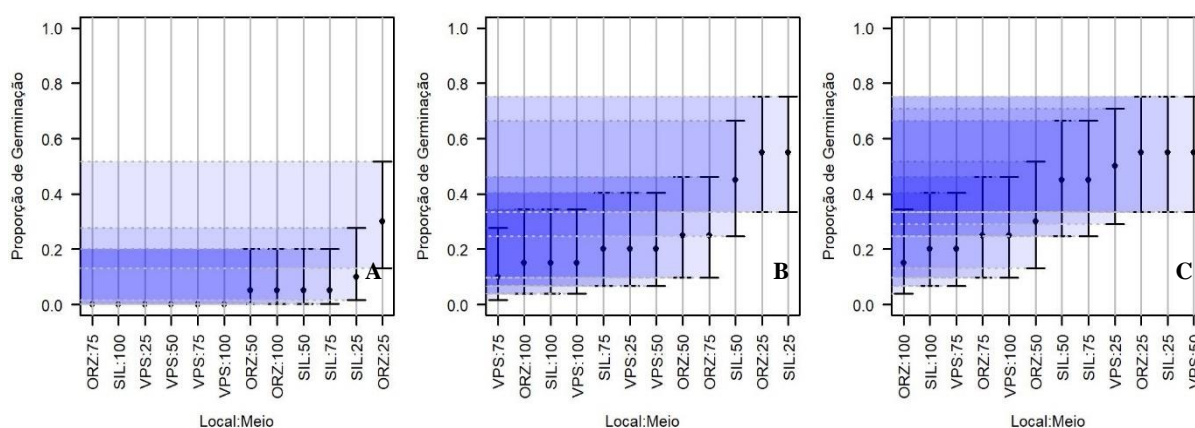 Proporção de Germinação
1.0
0.8
0.6
0.4
0.2
0.0
A
ORZ:75
SIL:100
VPS:25
VPS:50
VPS:75
VPS:100
ORZ:50
ORZ:100
SIL:50
SIL:75
SIL:25
ORZ:25
Local:Meio
Proporção de Germinação
1.0
0.8
0.6
0.4
0.2
0.0
B
VPS:75
ORZ:100
SIL:100
VPS:100
SIL:75
VPS:25
VPS:50
ORZ:50
ORZ:75
SIL:50
ORZ:25
SIL:25
Local:Meio
Proporção de Germinação
1.0
0.8
0.6
0.4
0.2
0.0
C
ORZ:100
SIL:100
VPS:75
ORZ:75
VPS:100
ORZ:50
SIL:50
SIL:75
VPS:25
ORZ:25
SIL:25
VPS:50
Local:Meio